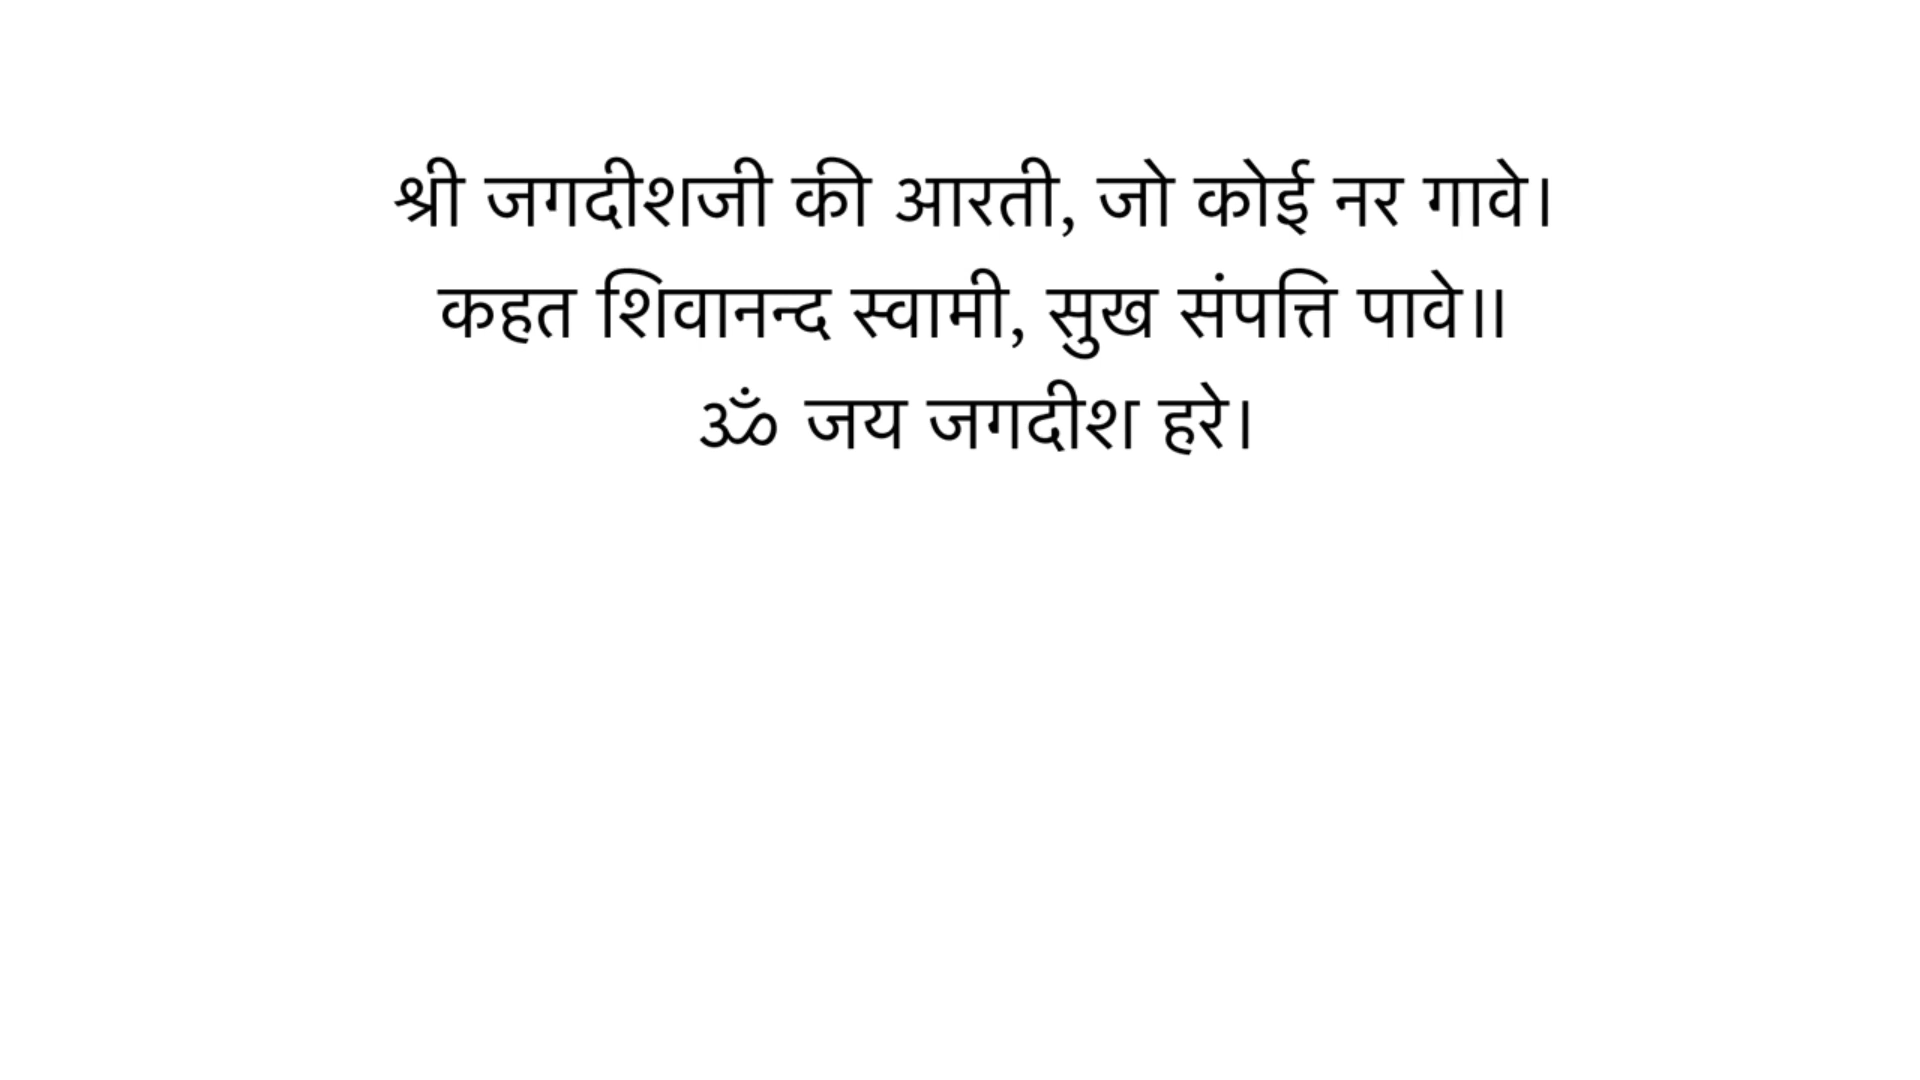 श्री जगदीशजी की आरती, जो कोई नर गावे।
कहत शिवानन्द स्वामी, सुख संपत्ति पावे॥
ॐ जय जगदीश हरे।